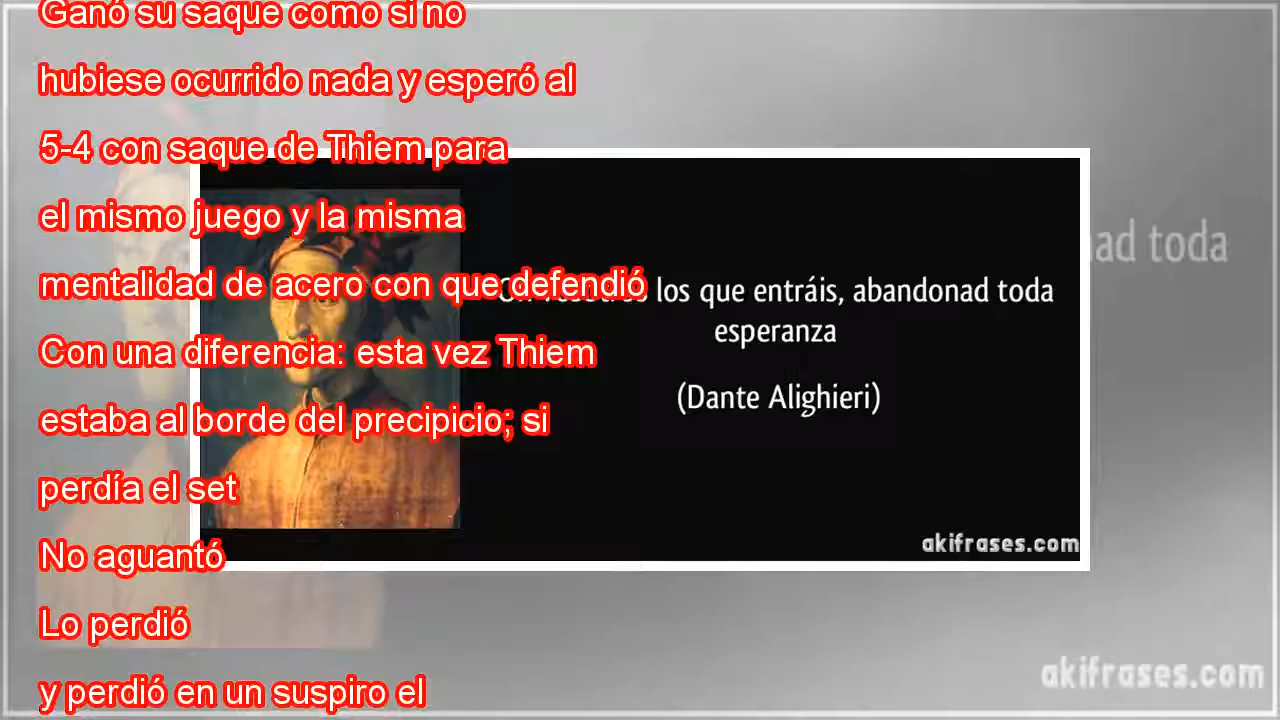 Ganó su saque como si no
hubiese ocurrido nada y esperó al
5-4 con saque de Thiem para
el mismo juego y la misma
mentalidad de acero con que defendió
Con una diferencia: esta vez Thiem
estaba al borde del precipicio; si
perdía el set
No aguantó
Lo perdió
y perdió en un suspiro el
los que entráis, abandonad toda
esperanza
(Dante Alighieri)
akifrases.com
toda
akifrases.com